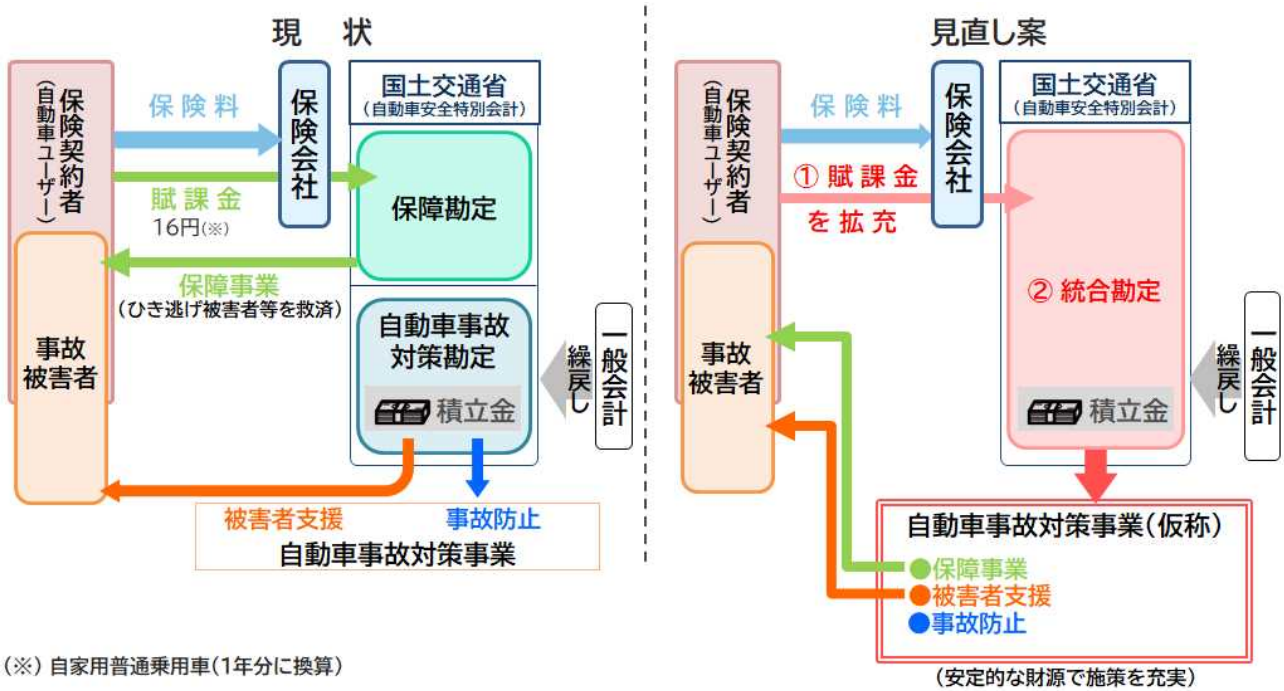 現　状
保険契約者
（自動車ユーザー）
保険料
保険会社
国土交通省
（自動車安全特別会計）
賦課金
16円(※)
保障勘定
保障事業
（ひき逃げ被害者等を救済）
事故
被害者
自動車事故
対策勘定
積立金
繰戻し
一般会計
被害者支援
事故防止
自動車事故対策事業
(※) 自家用普通乗用車(1年分に換算)
見直し案
保険契約者
（自動車ユーザー）
保険料
保険会社
国土交通省
（自動車安全特別会計）
① 賦課金
を拡充
② 統合勘定
事故
被害者
積立金
繰戻し
一般会計
自動車事故対策事業(仮称)
●保障事業
●被害者支援
●事故防止
(安定的な財源で施策を充実)